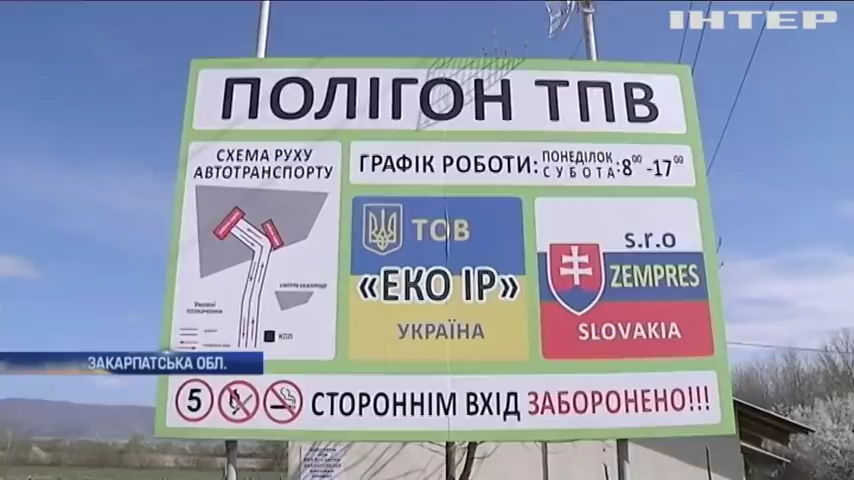 ІНТЕР
ПОЛІГОН ТПВ
СХЕМА РУХУ
АВТОТРАНСПОРТУ
ГРАФІК РОБОТИ: ПОНЕДІЛОК СУБОТА: 8⁰⁰ -17⁰⁰
ТОВ
«ЕКО ІР»
УКРАЇНА
s.r.o
ZEMPRES
SLOVAKIA
КПП
ЗАКАРПАТСЬКА ОБЛ.
5
СТОРОННІМ ВХІД ЗАБОРОНЕНО!!!